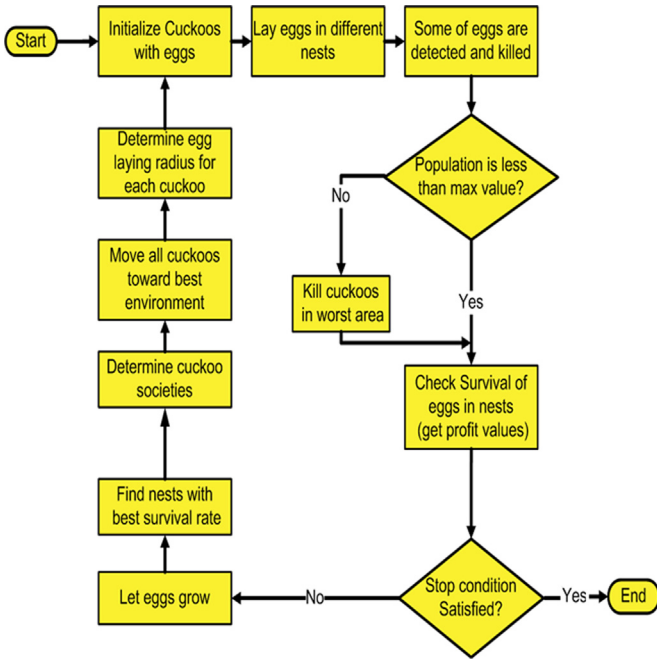 Start
Initialize Cuckoos
with eggs
Lay eggs in different
nests
Some of eggs are
detected and killed
Population is less
than max value?
No
Kill cuckoos
in worst area
Yes
Check Survival of
eggs in nests
(get profit values)
Stop condition
Satisfied?
Yes
End
No
Let eggs grow
Find nests with
best survival rate
Determine cuckoo
societies
Move all cuckoos
toward best
environment
Determine egg
laying radius for
each cuckoo